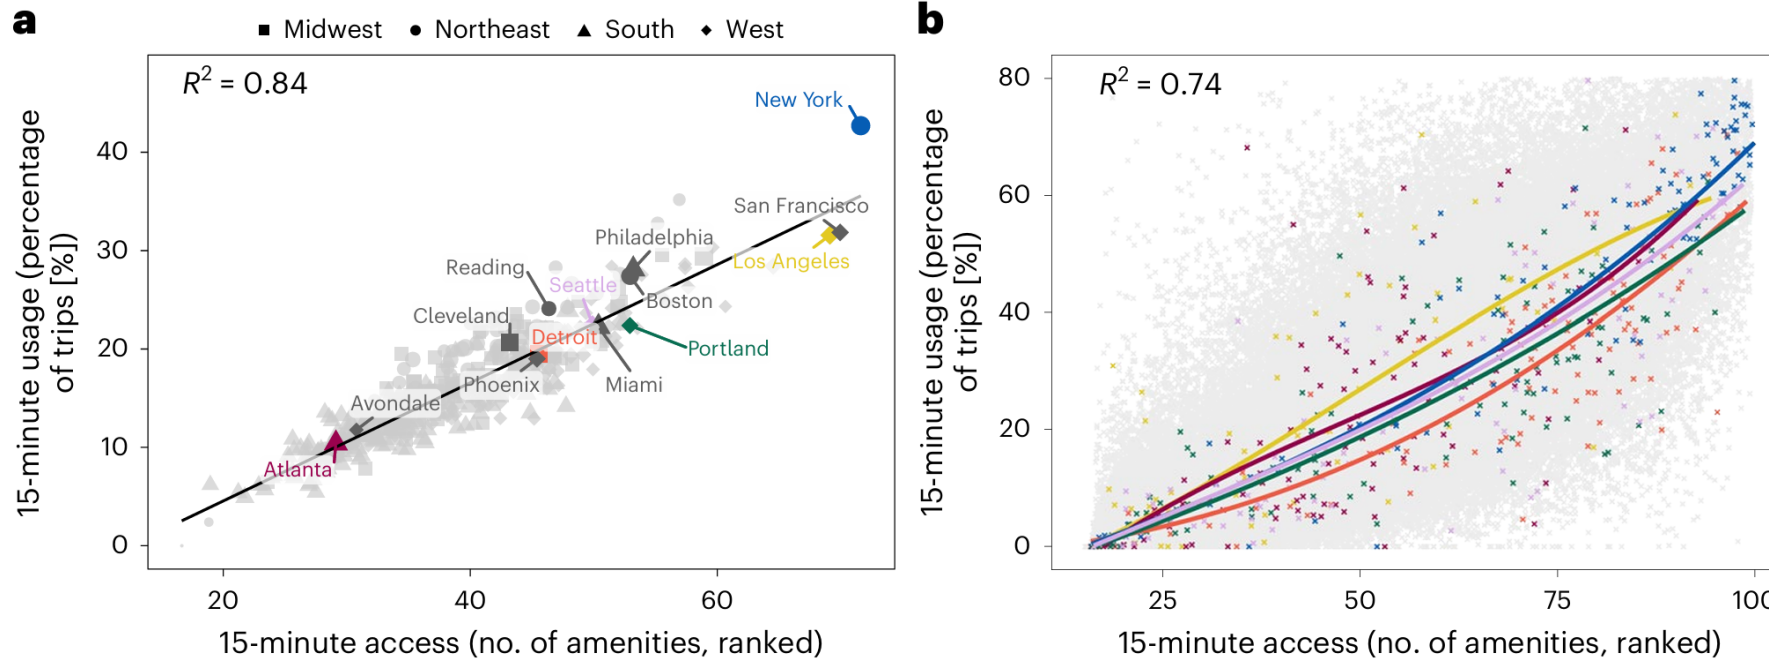 a
Midwest Northeast South West
R² = 0.84
New York
San Francisco
Philadelphia
Los Angeles
Reading
Seattle
Boston
Cleveland
Detroit
Portland
Phoenix
Miami
Avondale
Atlanta
40
30
20
10
0
20 40 60
15-minute usage (percentage
of trips [%])
15-minute access (no. of amenities, ranked)
b
R² = 0.74
80
60
40
20
0
25 50 75 100
15-minute usage (percentage
of trips [%])
15-minute access (no. of amenities, ranked)